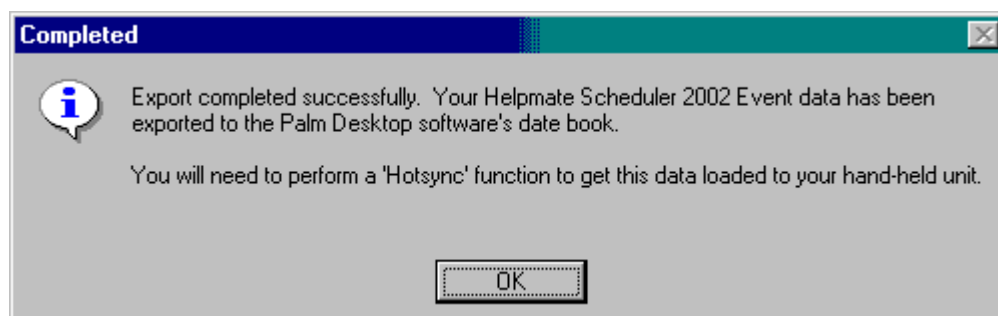 Completed
Export completed successfully. Your Helpmate Scheduler 2002 Event data has been
exported to the Palm Desktop software's date book.
You will need to perform a 'Hotsync' function to get this data loaded to your hand-held unit.
OK